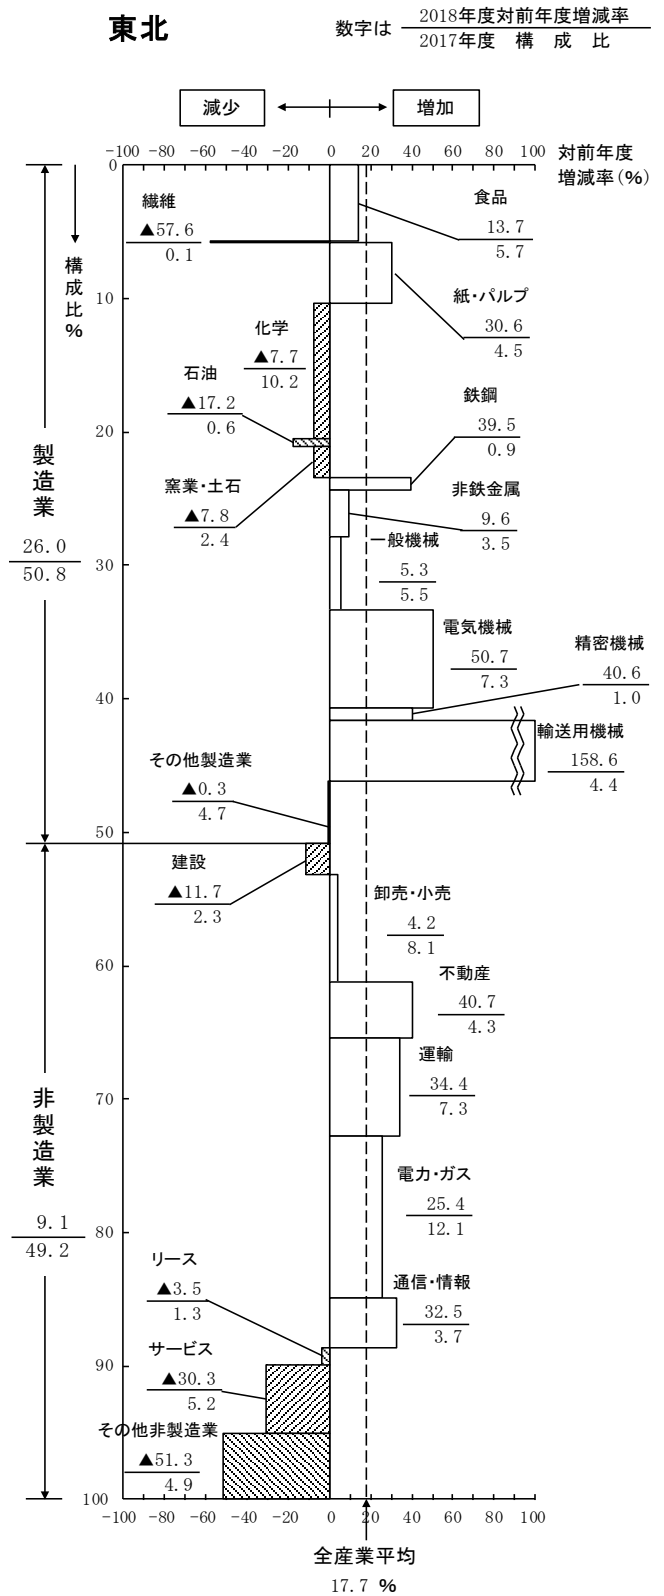 東北
数字は 2018年度対前年度増減率
2017年度 構成比
減少
増加
-100 -80 -60 -40 -20 0 20 40 60 80 100 対前年度
増減率(%)
0
10
20
30
40
50
60
70
80
90
100
構成比%
製造業
26.0
50.8
非製造業
9.1
49.2
食品
13.7
5.7
繊維
▲57.6
0.1
紙・パルプ
30.6
4.5
化学
▲7.7
10.2
石油
▲17.2
0.6
窯業・土石
▲7.8
2.4
鉄鋼
39.5
0.9
非鉄金属
9.6
3.5
一般機械
5.3
5.5
電気機械
50.7
7.3
精密機械
40.6
1.0
輸送用機械
158.6
4.4
その他製造業
▲0.3
4.7
建設
▲11.7
2.3
卸売・小売
4.2
8.1
不動産
40.7
4.3
運輸
34.4
7.3
電力・ガス
25.4
12.1
通信・情報
32.5
3.7
リース
▲3.5
1.3
サービス
▲30.3
5.2
その他非製造業
▲51.3
4.9
-100 -80 -60 -40 -20 0 20 40 60 80 100
全産業平均
17.7 %